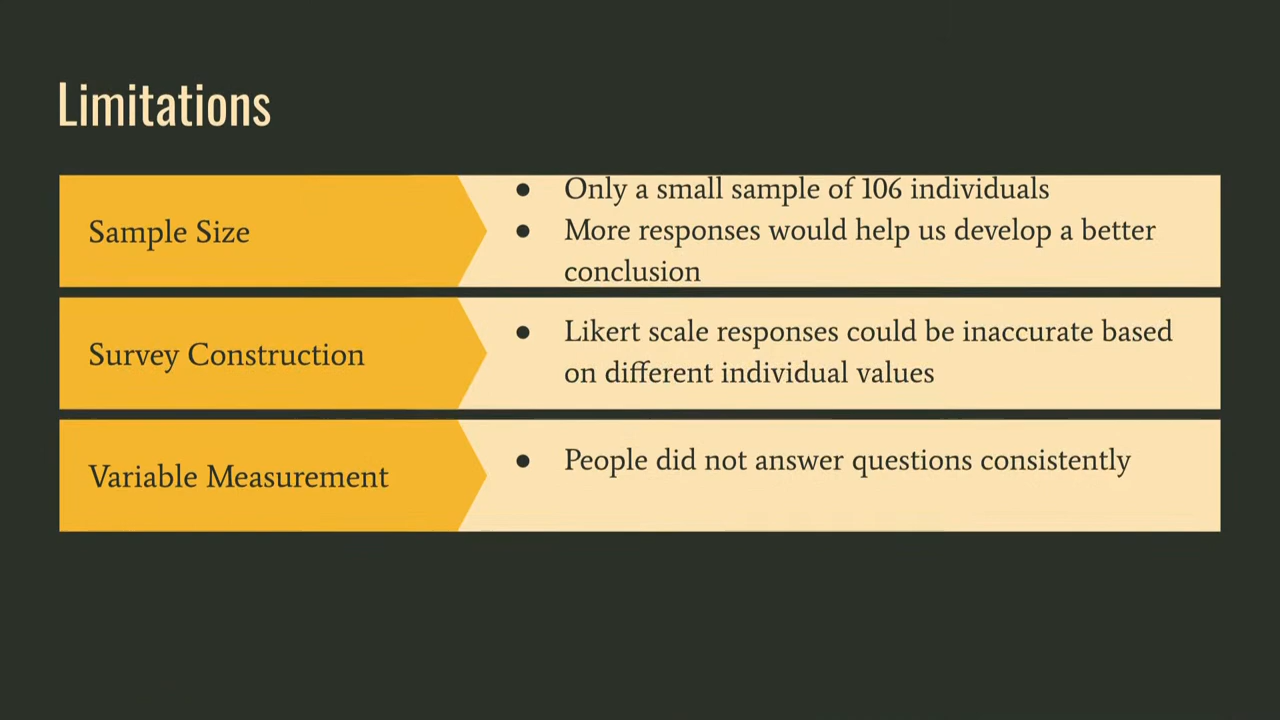 Limitations
Sample Size
● Only a small sample of 106 individuals
● More responses would help us develop a better
conclusion
Survey Construction
● Likert scale responses could be inaccurate based
on different individual values
Variable Measurement
● People did not answer questions consistently